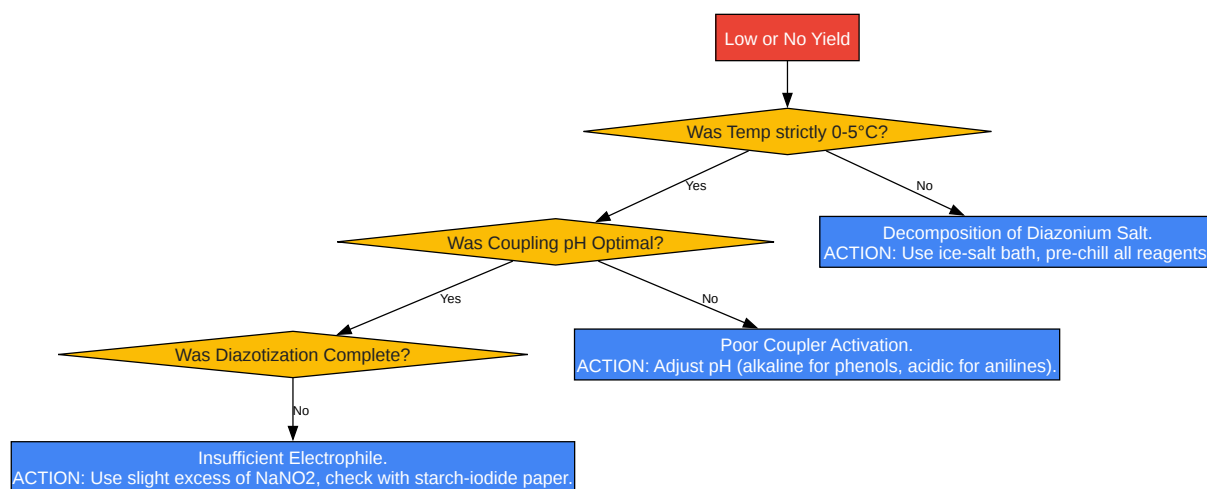 Low or No Yield
Was Temp strictly 0-5°C?
Yes
No
Was Coupling pH Optimal?
Decomposition of Diazonium Salt.
ACTION: Use ice-salt bath, pre-chill all reagents
Yes
No
Was Diazotization Complete?
Poor Coupler Activation.
ACTION: Adjust pH (alkaline for phenols, acidic for anilines).
No
Insufficient Electrophile.
ACTION: Use slight excess of NaNO2, check with starch-iodide paper.